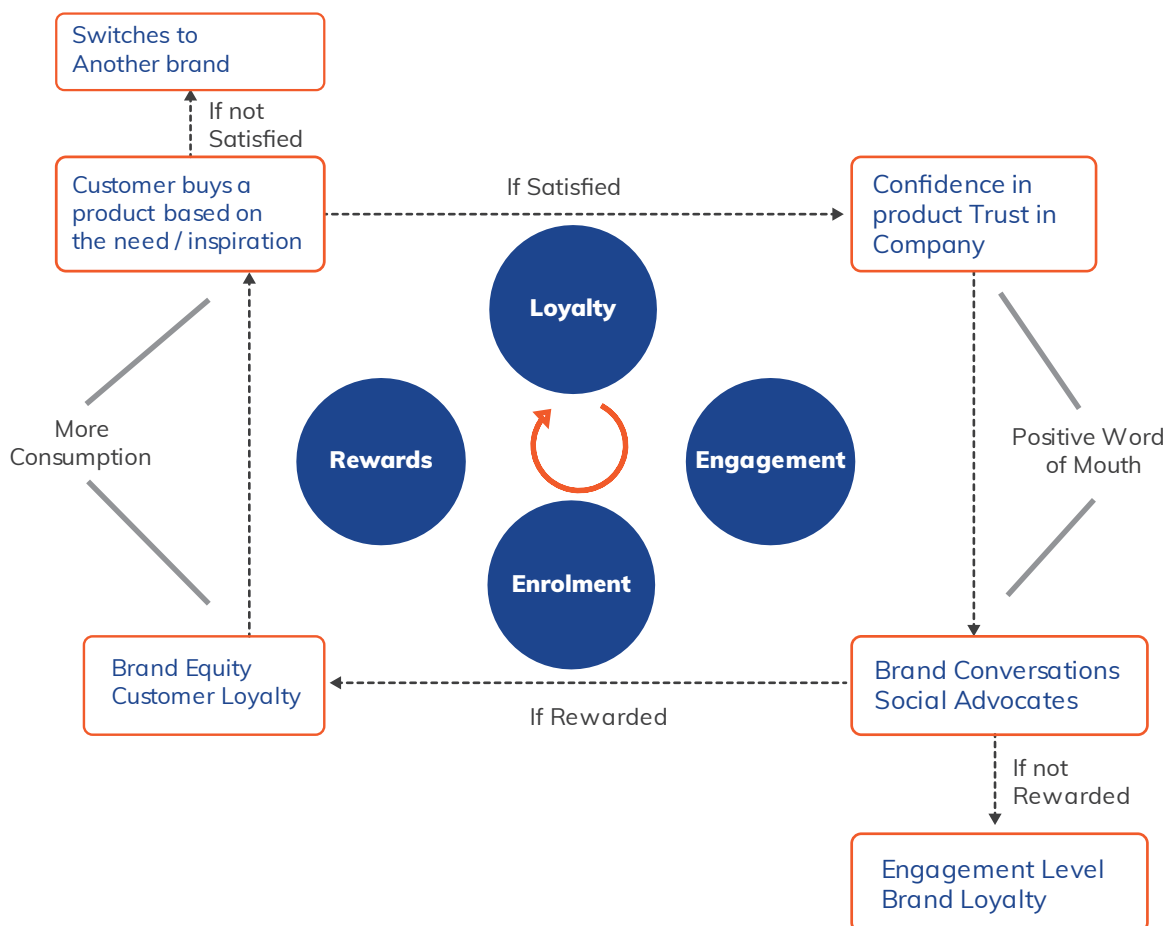 Switches to
Another brand
If not
Satisfied
Customer buys a
product based on
the need / inspiration
If Satisfied
Confidence in
product Trust in
Company
Loyalty
More
Consumption
Rewards
Engagement
Positive Word
of Mouth
Enrolment
Brand Equity
Customer Loyalty
If Rewarded
Brand Conversations
Social Advocates
If not
Rewarded
Engagement Level
Brand Loyalty